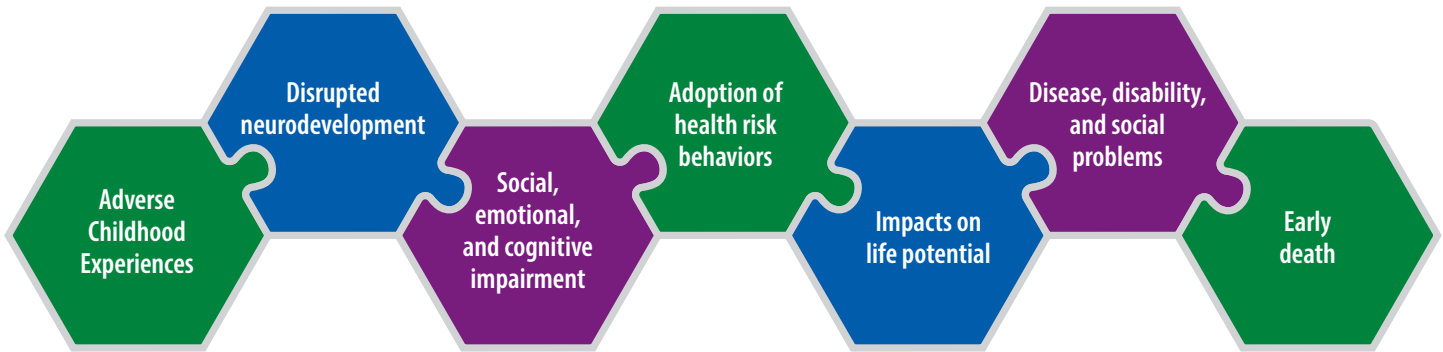 Adverse
Childhood
Experiences
Disrupted
neurodevelopment
Social,
emotional,
and cognitive
impairment
Adoption of
health risk
behaviors
Impacts on
life potential
Disease, disability,
and social
problems
Early
death